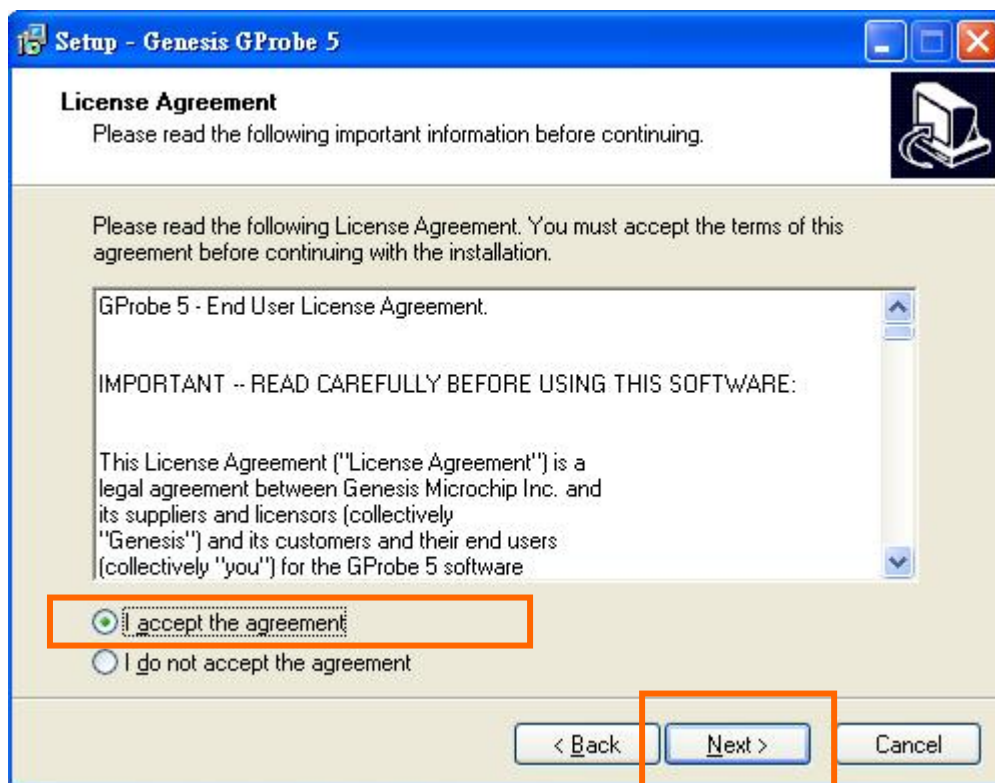 Setup - Genesis GProbe 5
License Agreement
Please read the following important information before continuing.
Please read the following License Agreement. You must accept the terms of this
agreement before continuing with the installation.
GProbe 5 - End User License Agreement.
IMPORTANT -- READ CAREFULLY BEFORE USING THIS SOFTWARE:
This License Agreement ("License Agreement") is a
legal agreement between Genesis Microchip Inc. and
its suppliers and licensors (collectively
"Genesis") and its customers and their end users
(collectively "you") for the GProbe 5 software
I accept the agreement
I do not accept the agreement
< Back Next > Cancel